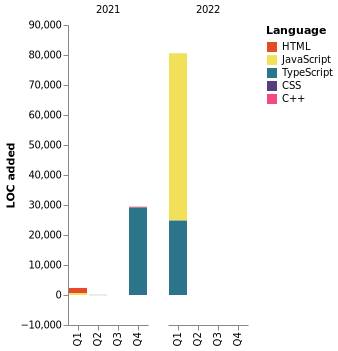 2021 2022
Language
HTML
JavaScript
TypeScript
CSS
C++
LOC added
90,000
80,000
70,000
60,000
50,000
40,000
30,000
20,000
10,000
0
−10,000
Q1 Q2 Q3 Q4 Q1 Q2 Q3 Q4